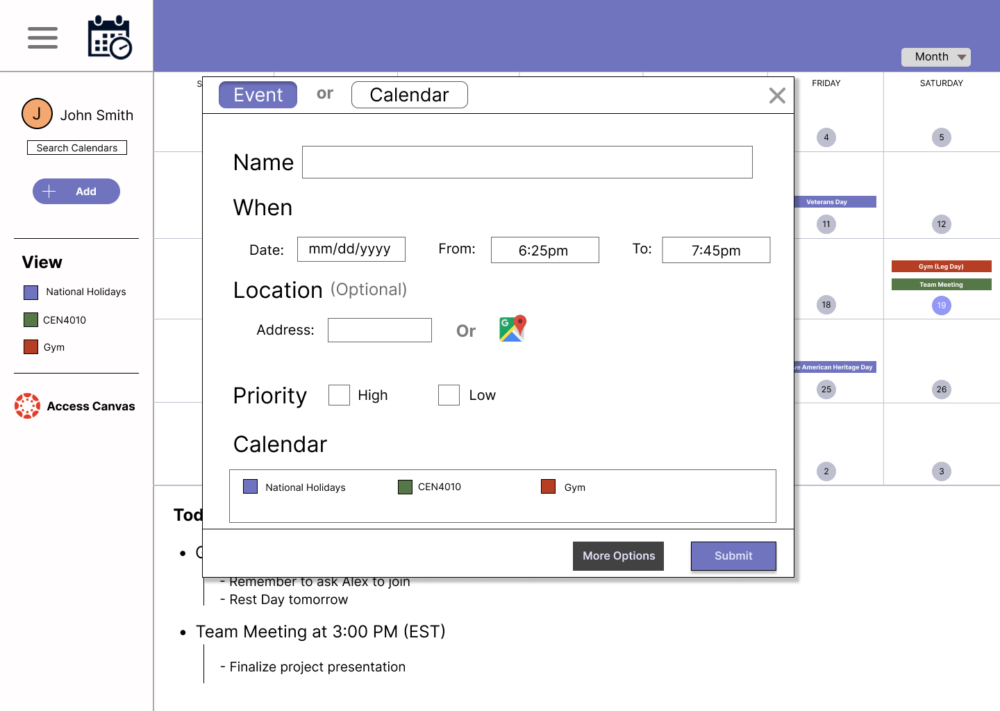 Month
S
FRIDAY
SATURDAY
Event or Calendar
J
John Smith
Search Calendars
Add
View
National Holidays
CEN4010
Gym
Access Canvas
Name
When
Date: mm/dd/yyyy From: 6:25pm To: 7:45pm
Location (Optional)
Address: Or
G
Priority High Low
Calendar
National Holidays CEN4010 Gym
More Options Submit
4 5
Veterans Day
11 12
Gym (Leg Day)
Team Meeting
18 19
ve American Heritage Day
25 26
2 3
Tod
• G
- Remember to ask Alex to join
- Rest Day tomorrow
• Team Meeting at 3:00 PM (EST)
- Finalize project presentation